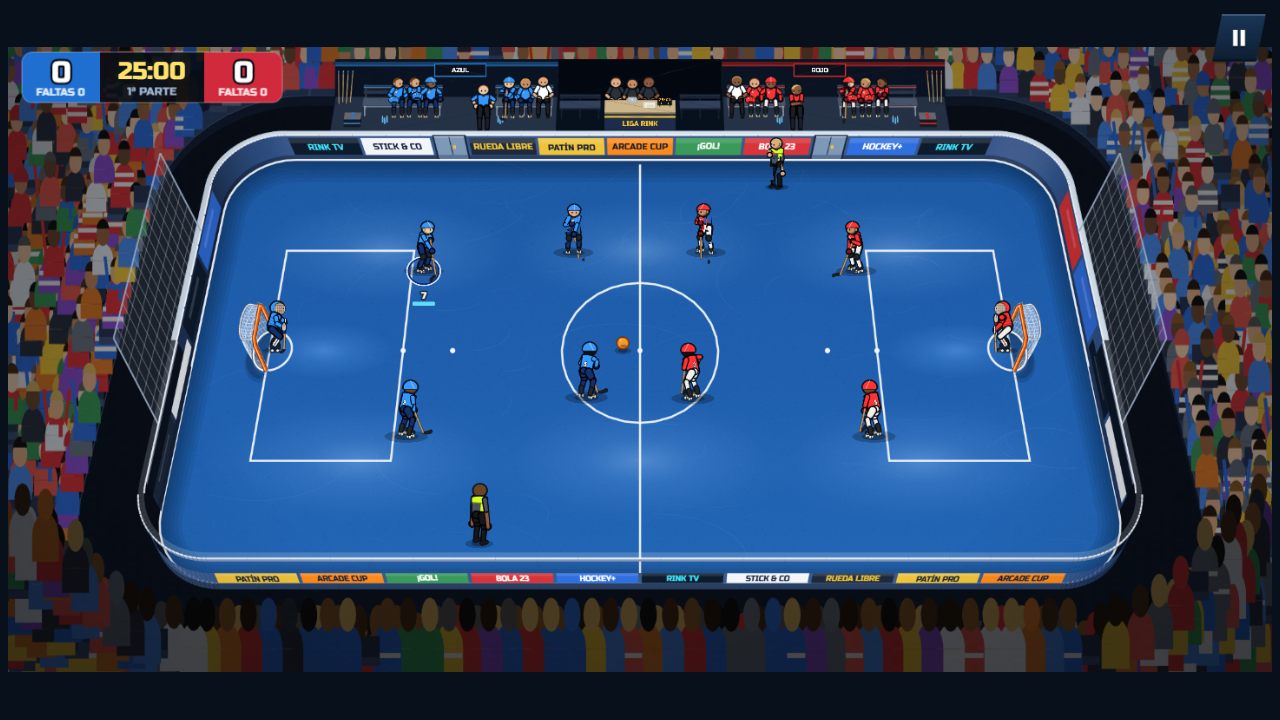 0 25:00 0
FALTAS 0 1ª PARTE FALTAS 0
AZUL
ROJO
LIGA RINK
RINK TV STICK & CO RUEDA LIBRE PATÍN PRO ARCADE CUP ¡GOL! 23 HOCKEY+ RINK TV
7
PATÍN PRO ARCADE CUP ¡GOL! BOLA 23 HOCKEY+ RINK TV STICK & CO RUEDA LIBRE PATÍN PRO ARCADE CUP